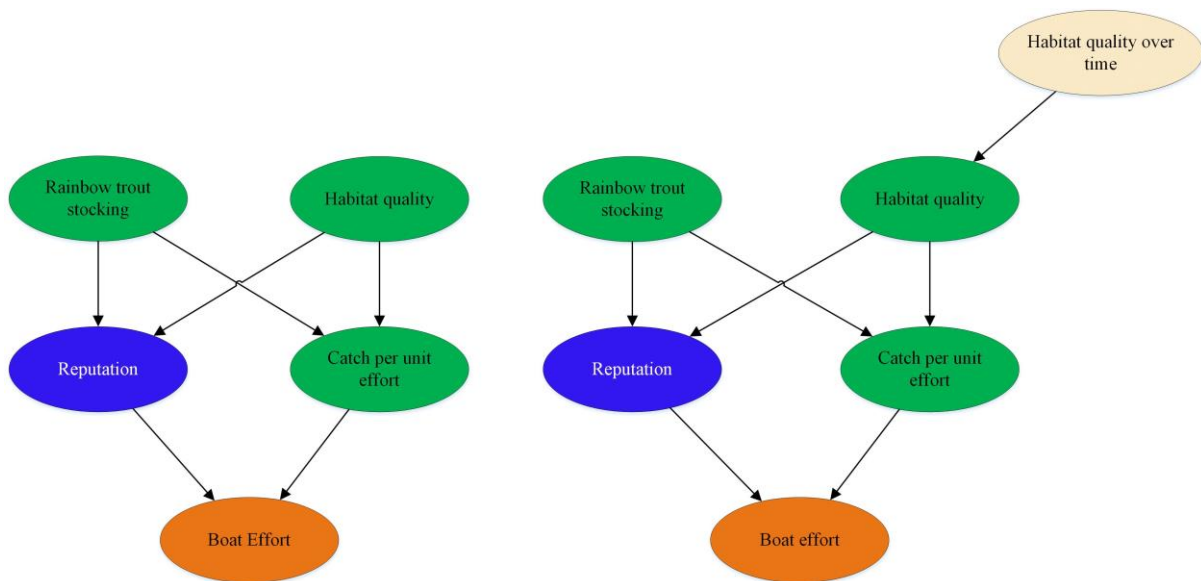 Habitat quality over
time
Rainbow trout
stocking
Habitat quality
Rainbow trout
stocking
Habitat quality
Reputation
Catch per unit
effort
Reputation
Catch per unit
effort
Boat Effort
Boat effort